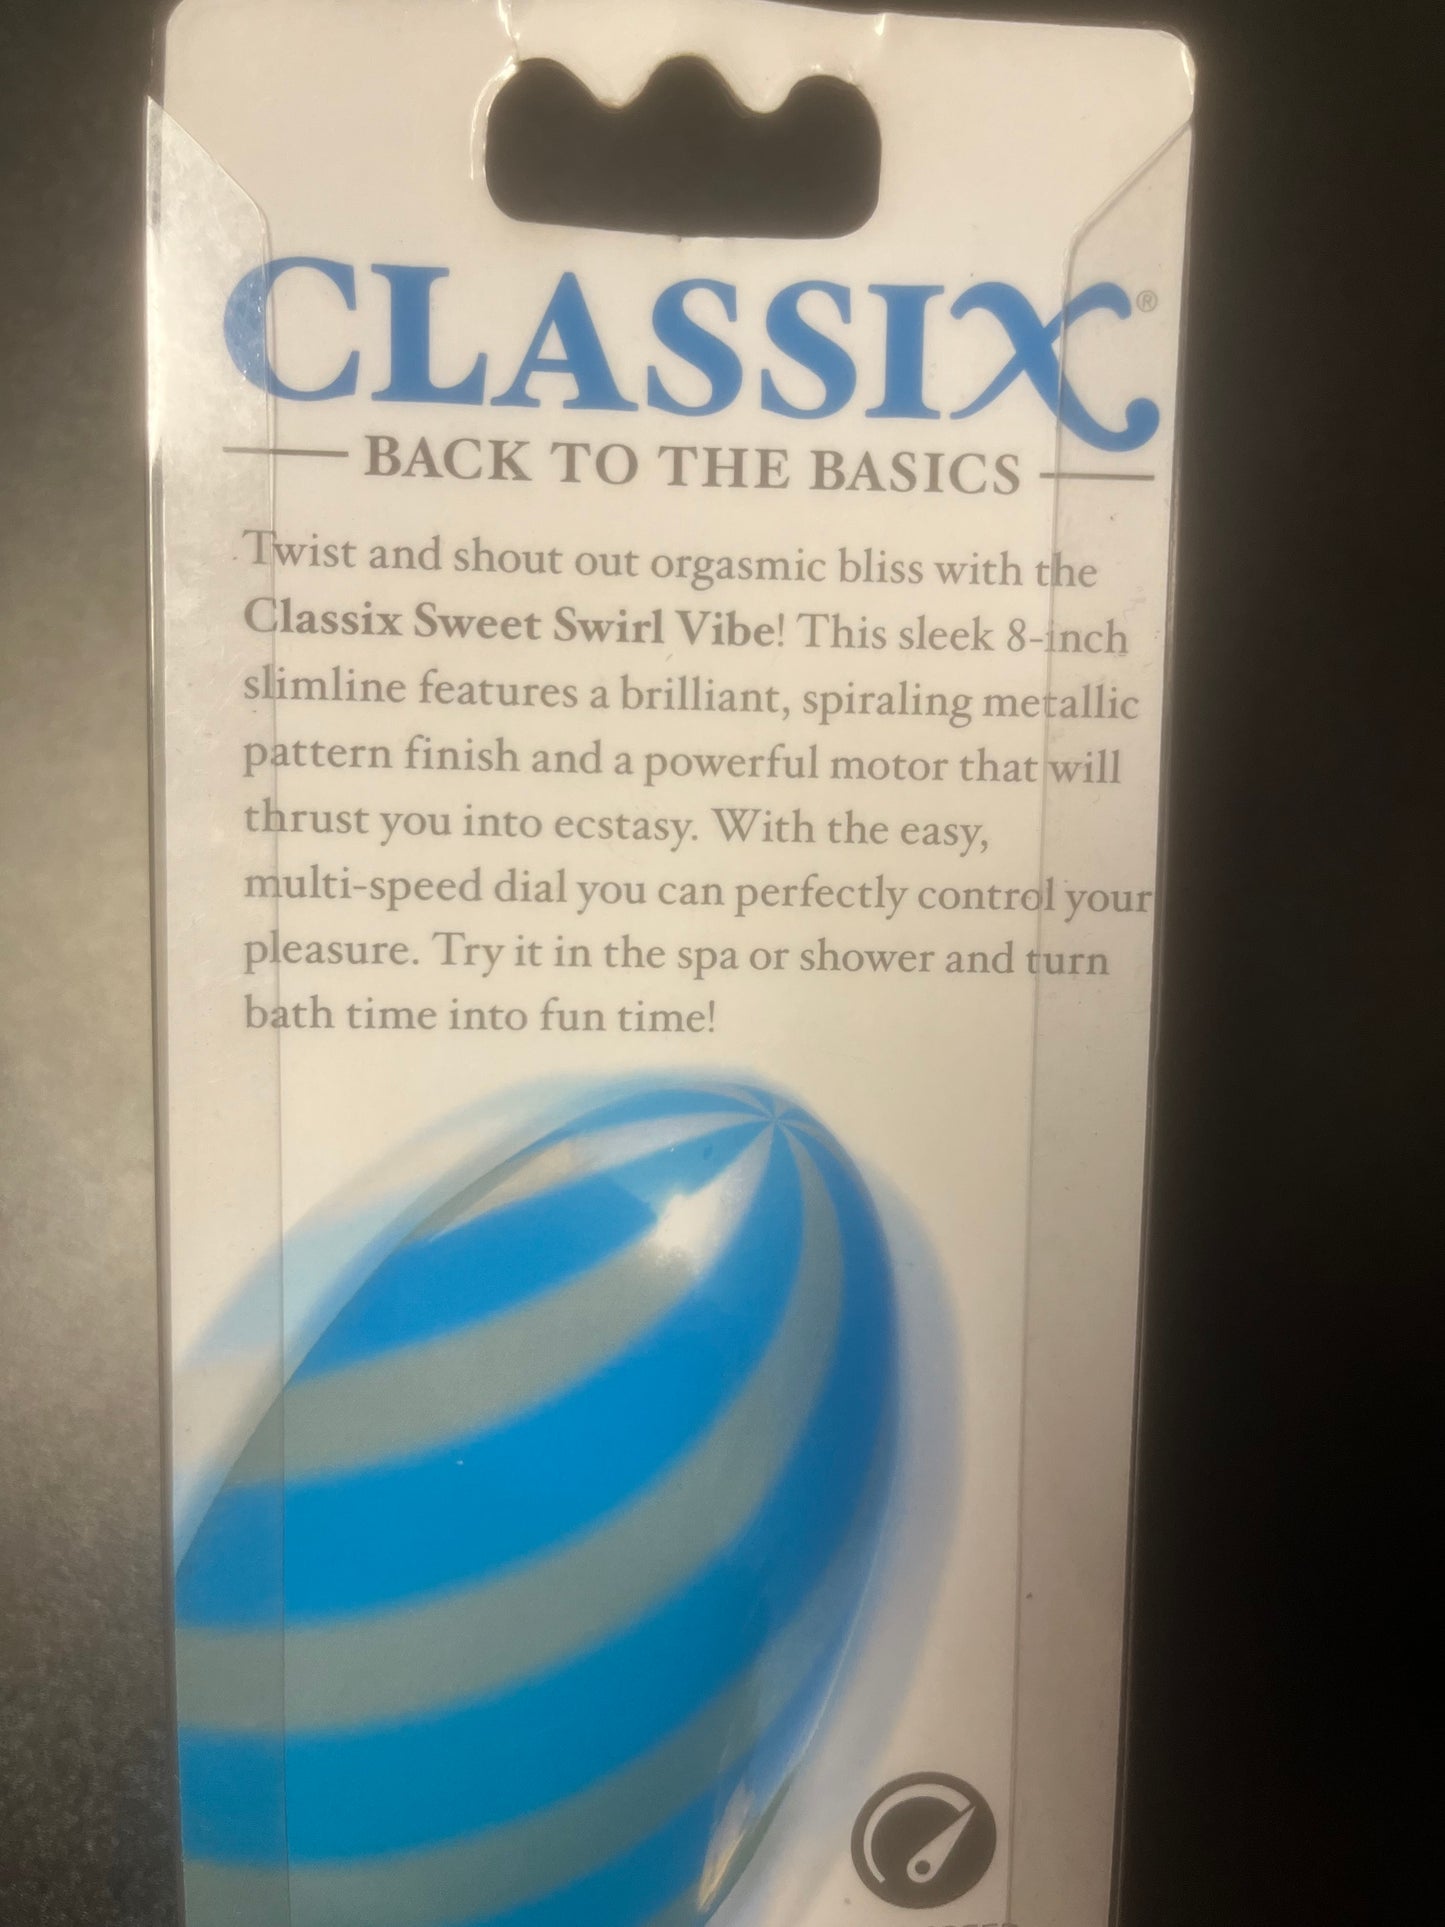 CLASSIX®
BACK TO THE BASICS
Twist and shout out orgasmic bliss with the
Classix Sweet Swirl Vibe! This sleek 8-inch
slimline features a brilliant, spiraling metallic
pattern finish and a powerful motor that will
thrust you into ecstasy. With the easy,
multi-speed dial you can perfectly control your
pleasure. Try it in the spa or shower and turn
bath time into fun time!